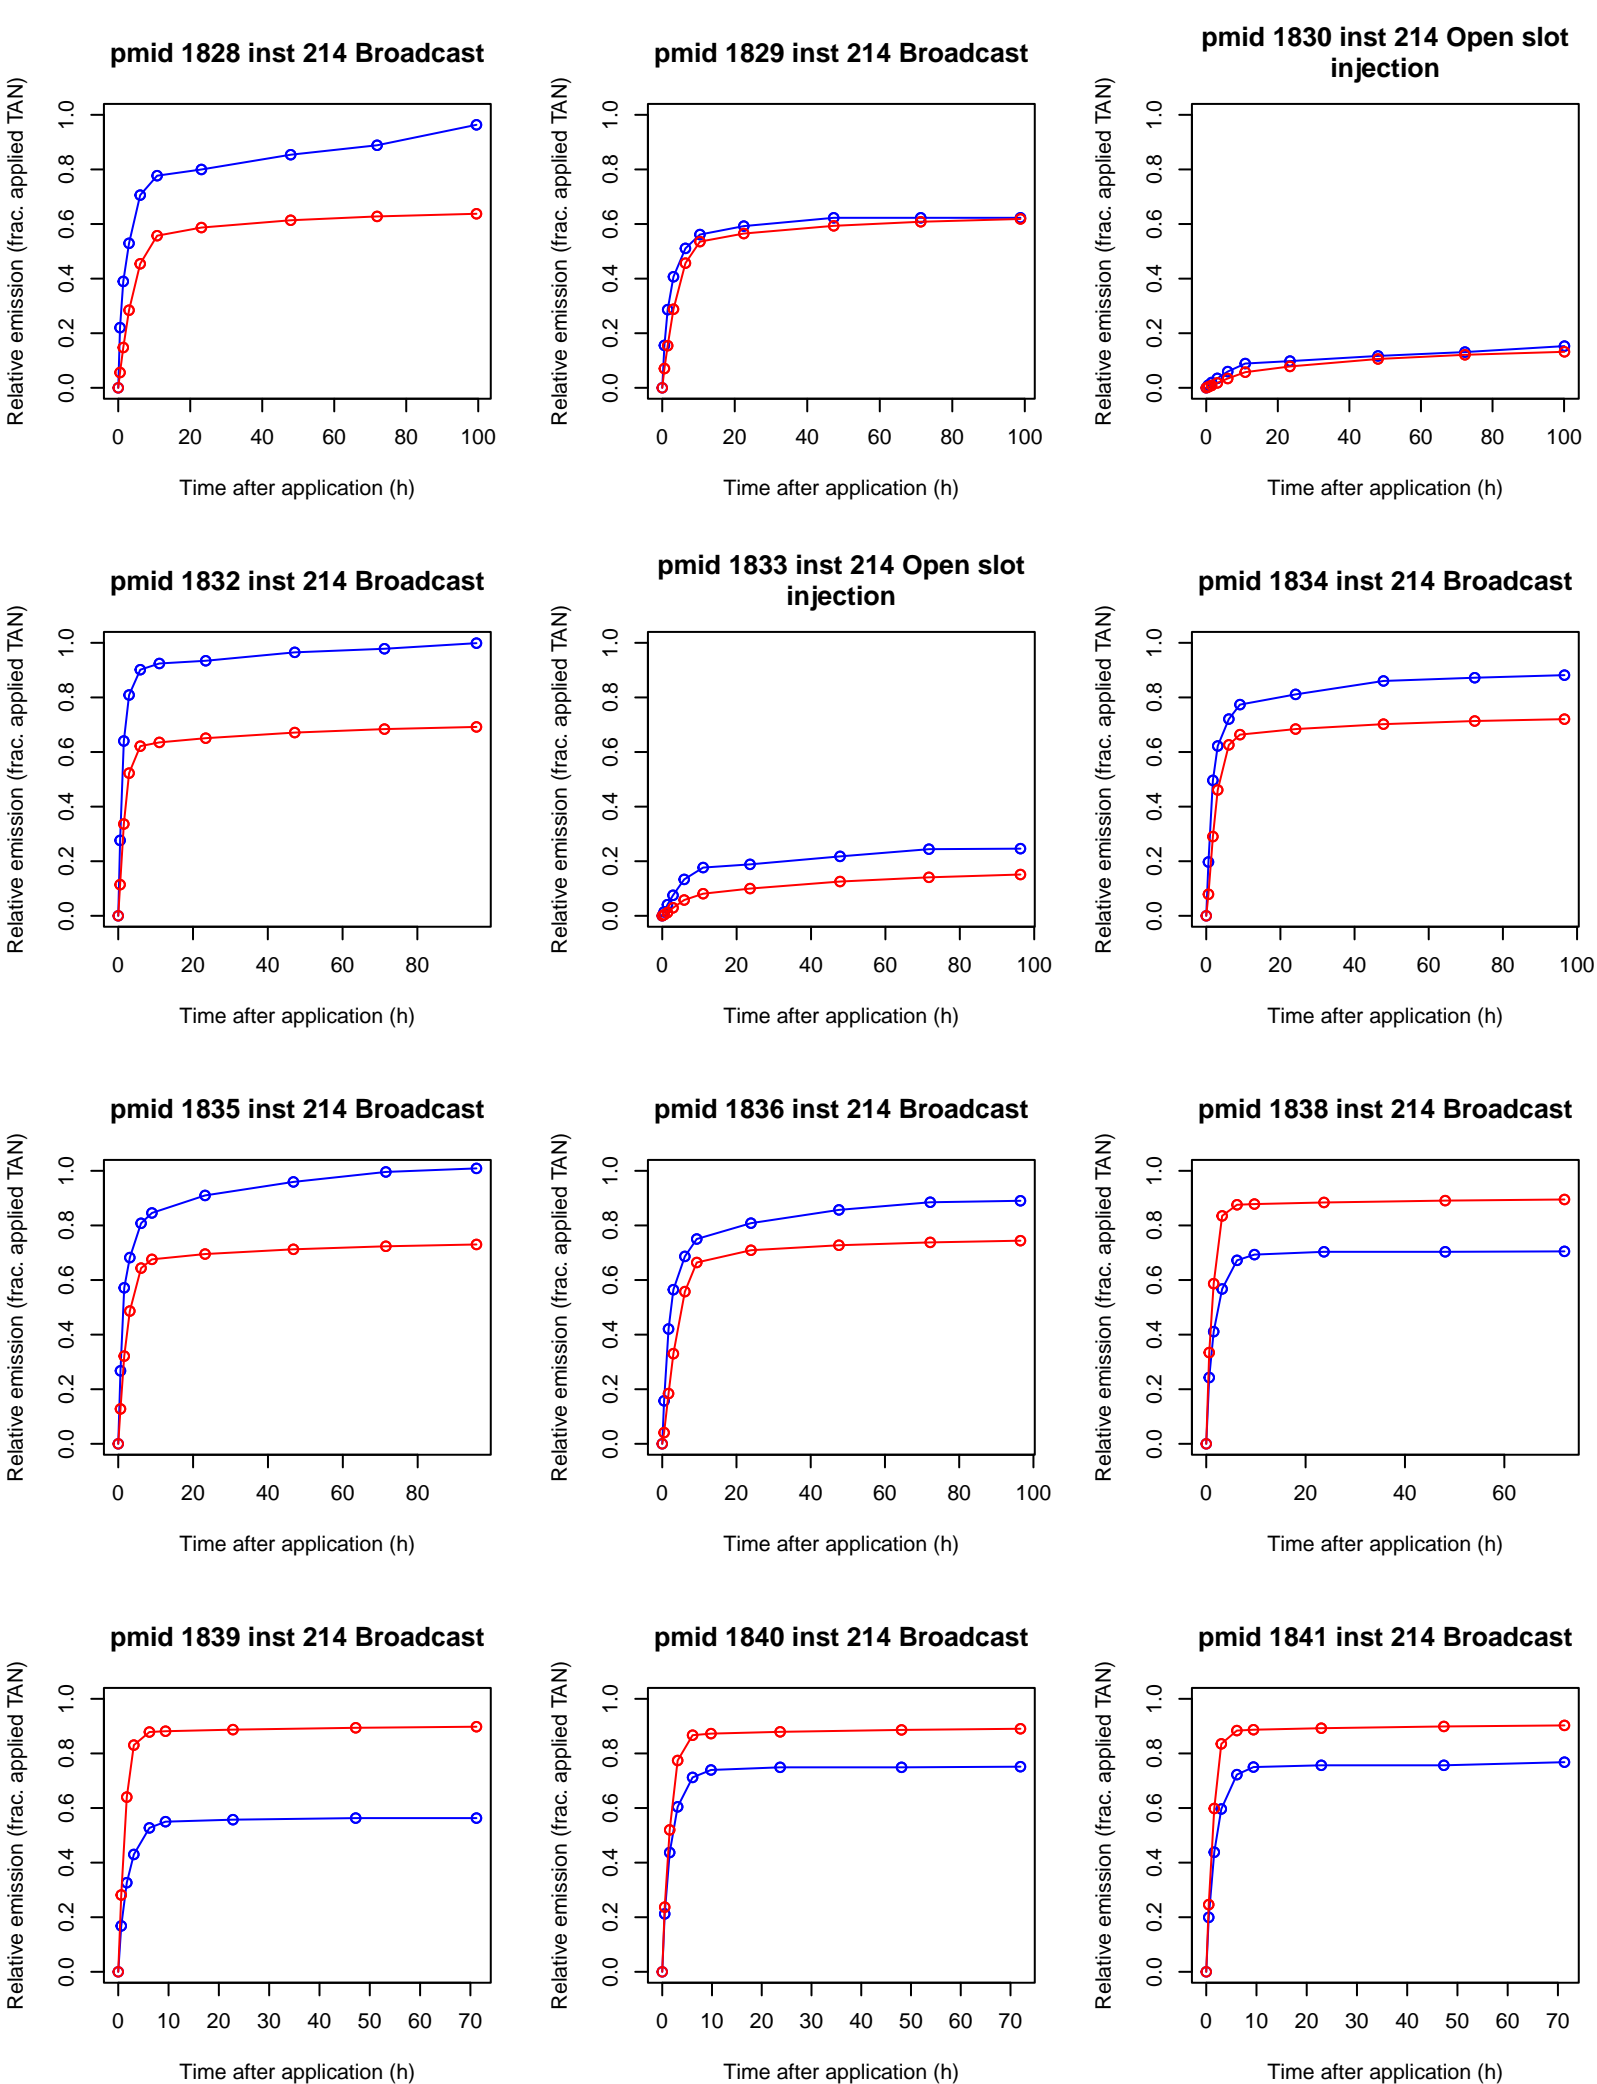 pmid 1828 inst 214 Broadcast
Relative emission (frac. applied TAN)
0.0 0.2 0.4 0.6 0.8 1.0
0 20 40 60 80 100
Time after application (h)
pmid 1829 inst 214 Broadcast
Relative emission (frac. applied TAN)
0.0 0.2 0.4 0.6 0.8 1.0
0 20 40 60 80 100
Time after application (h)
pmid 1830 inst 214 Open slot
injection
Relative emission (frac. applied TAN)
0.0 0.2 0.4 0.6 0.8 1.0
0 20 40 60 80 100
Time after application (h)
pmid 1832 inst 214 Broadcast
Relative emission (frac. applied TAN)
0.0 0.2 0.4 0.6 0.8 1.0
0 20 40 60 80
Time after application (h)
pmid 1833 inst 214 Open slot
injection
Relative emission (frac. applied TAN)
0.0 0.2 0.4 0.6 0.8 1.0
0 20 40 60 80 100
Time after application (h)
pmid 1834 inst 214 Broadcast
Relative emission (frac. applied TAN)
0.0 0.2 0.4 0.6 0.8 1.0
0 20 40 60 80 100
Time after application (h)
pmid 1835 inst 214 Broadcast
Relative emission (frac. applied TAN)
0.0 0.2 0.4 0.6 0.8 1.0
0 20 40 60 80
Time after application (h)
pmid 1836 inst 214 Broadcast
Relative emission (frac. applied TAN)
0.0 0.2 0.4 0.6 0.8 1.0
0 20 40 60 80 100
Time after application (h)
pmid 1838 inst 214 Broadcast
Relative emission (frac. applied TAN)
0.0 0.2 0.4 0.6 0.8 1.0
0 20 40 60
Time after application (h)
pmid 1839 inst 214 Broadcast
Relative emission (frac. applied TAN)
0.0 0.2 0.4 0.6 0.8 1.0
0 10 20 30 40 50 60 70
Time after application (h)
pmid 1840 inst 214 Broadcast
Relative emission (frac. applied TAN)
0.0 0.2 0.4 0.6 0.8 1.0
0 10 20 30 40 50 60 70
Time after application (h)
pmid 1841 inst 214 Broadcast
Relative emission (frac. applied TAN)
0.0 0.2 0.4 0.6 0.8 1.0
0 10 20 30 40 50 60 70
Time after application (h)